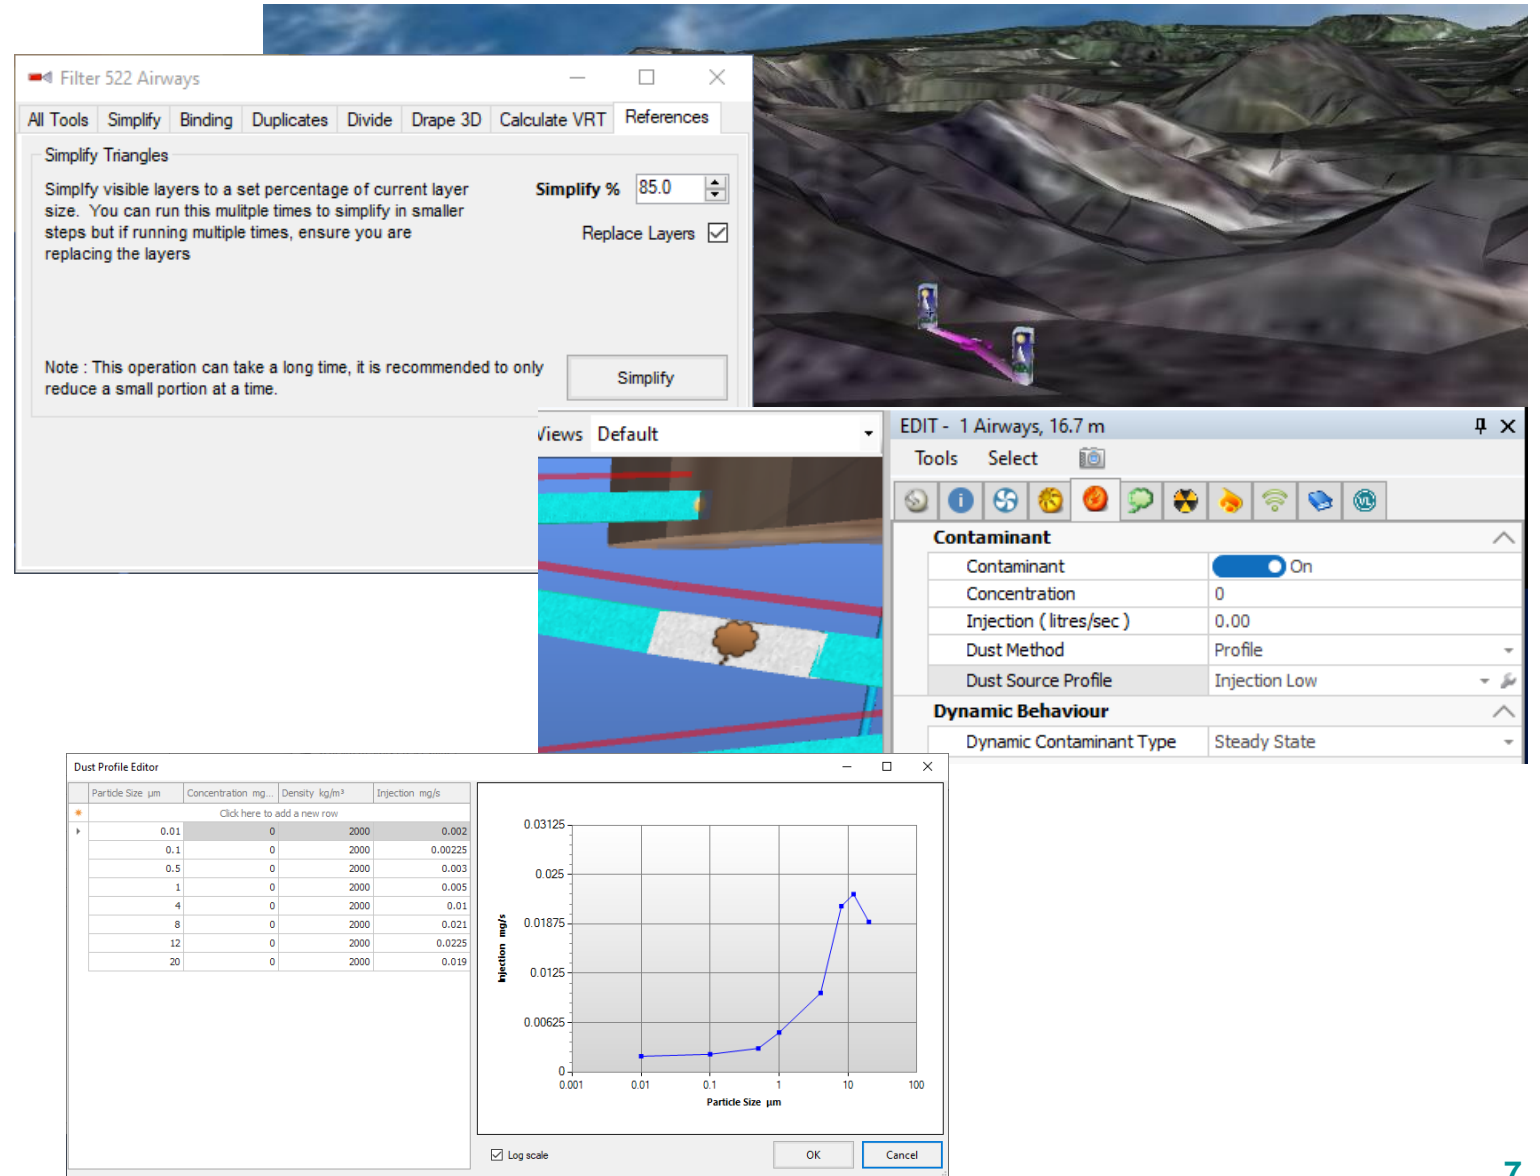 Filter 522 Airways
All Tools Simplify Binding Duplicates Divide Drape 3D Calculate VRT References
Simplify Triangles
Simplfy visible layers to a set percentage of current layer
size. You can run this mulitple times to simplify in smaller
steps but if running multiple times, ensure you are
replacing the layers
Simplify % 85.0
Replace Layers
Note : This operation can take a long time, it is recommended to only
reduce a small portion at a time.
Simplify
Views Default
EDIT - 1 Airways, 16.7 m
Tools Select
VL
Contaminant
Contaminant On
Concentration 0
Injection ( litres/sec ) 0.00
Dust Method Profile
Dust Source Profile Injection Low
Dynamic Behaviour
Dynamic Contaminant Type Steady State
Dust Profile Editor
Particle Size µm Concentration mg... Density kg/m³ Injection mg/s
Click here to add a new row
0.01 0 2000 0.002
0.1 0 2000 0.00225
0.5 0 2000 0.003
1 0 2000 0.005
4 0 2000 0.01
8 0 2000 0.021
12 0 2000 0.0225
20 0 2000 0.019
Injection mg/s
0.03125
0.025
0.01875
0.0125
0.00625
0
0.001 0.01 0.1 1 10 100
Particle Size µm
Log scale
OK
Cancel
7